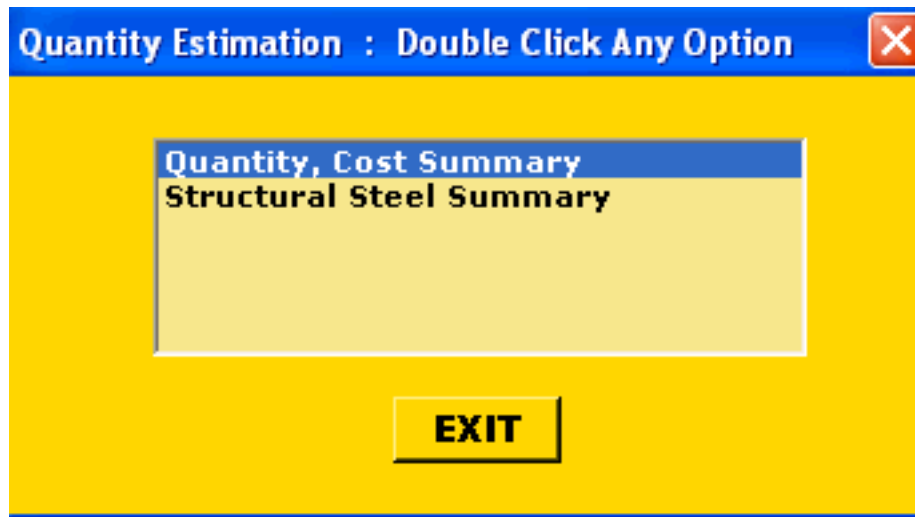 Quantity Estimation : Double Click Any Option
Quantity, Cost Summary
Structural Steel Summary
EXIT